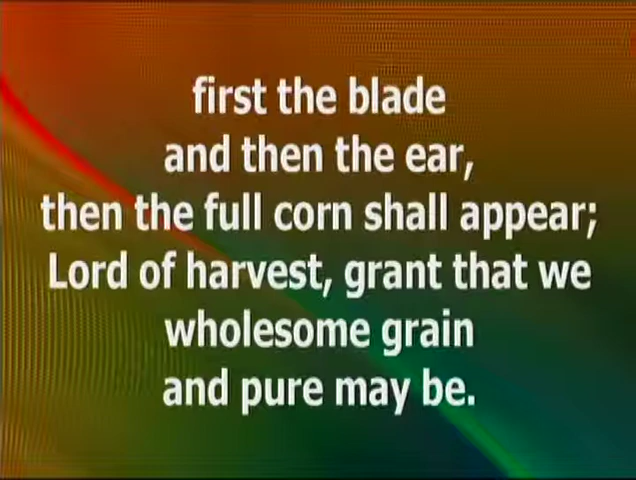 first the blade
and then the ear,
then the full corn shall appear;
Lord of harvest, grant that we
wholesome grain
and pure may be.